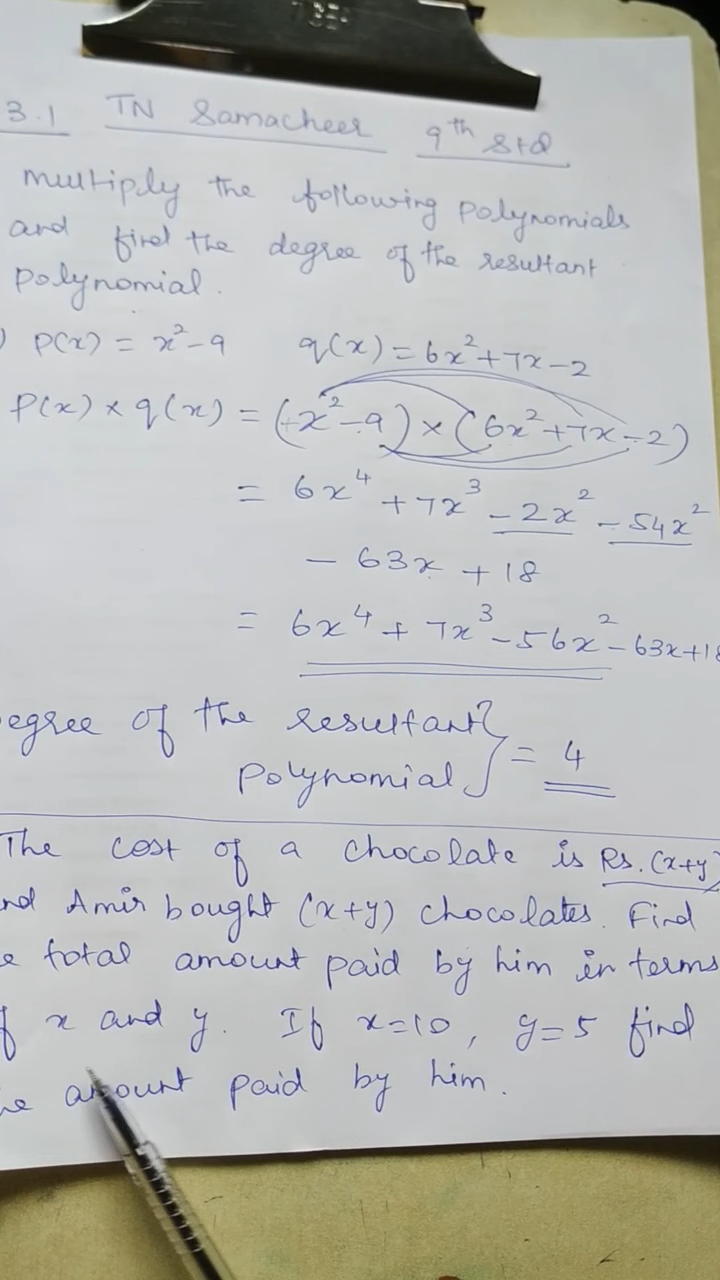 3.1 TN Samacheer 9th std
multiply the following polynomials
and find the degree of the resultant
polynomial.
) P(x) = x² - 9 q(x) = 6x² + 7x - 2
P(x) × q(x) = (x² - 9) × (6x² + 7x - 2)
= 6x⁴ + 7x³ - 2x² - 54x²
- 63x + 18
= 6x⁴ + 7x³ - 56x² - 63x + 18
egree of the resultant
polynomial } = 4
The cost of a chocolate is Rs. (x+y)
nd Amir bought (x+y) chocolates. Find
e total amount paid by him in terms
f x and y. If x=10, y=5 find
he amount paid by him.